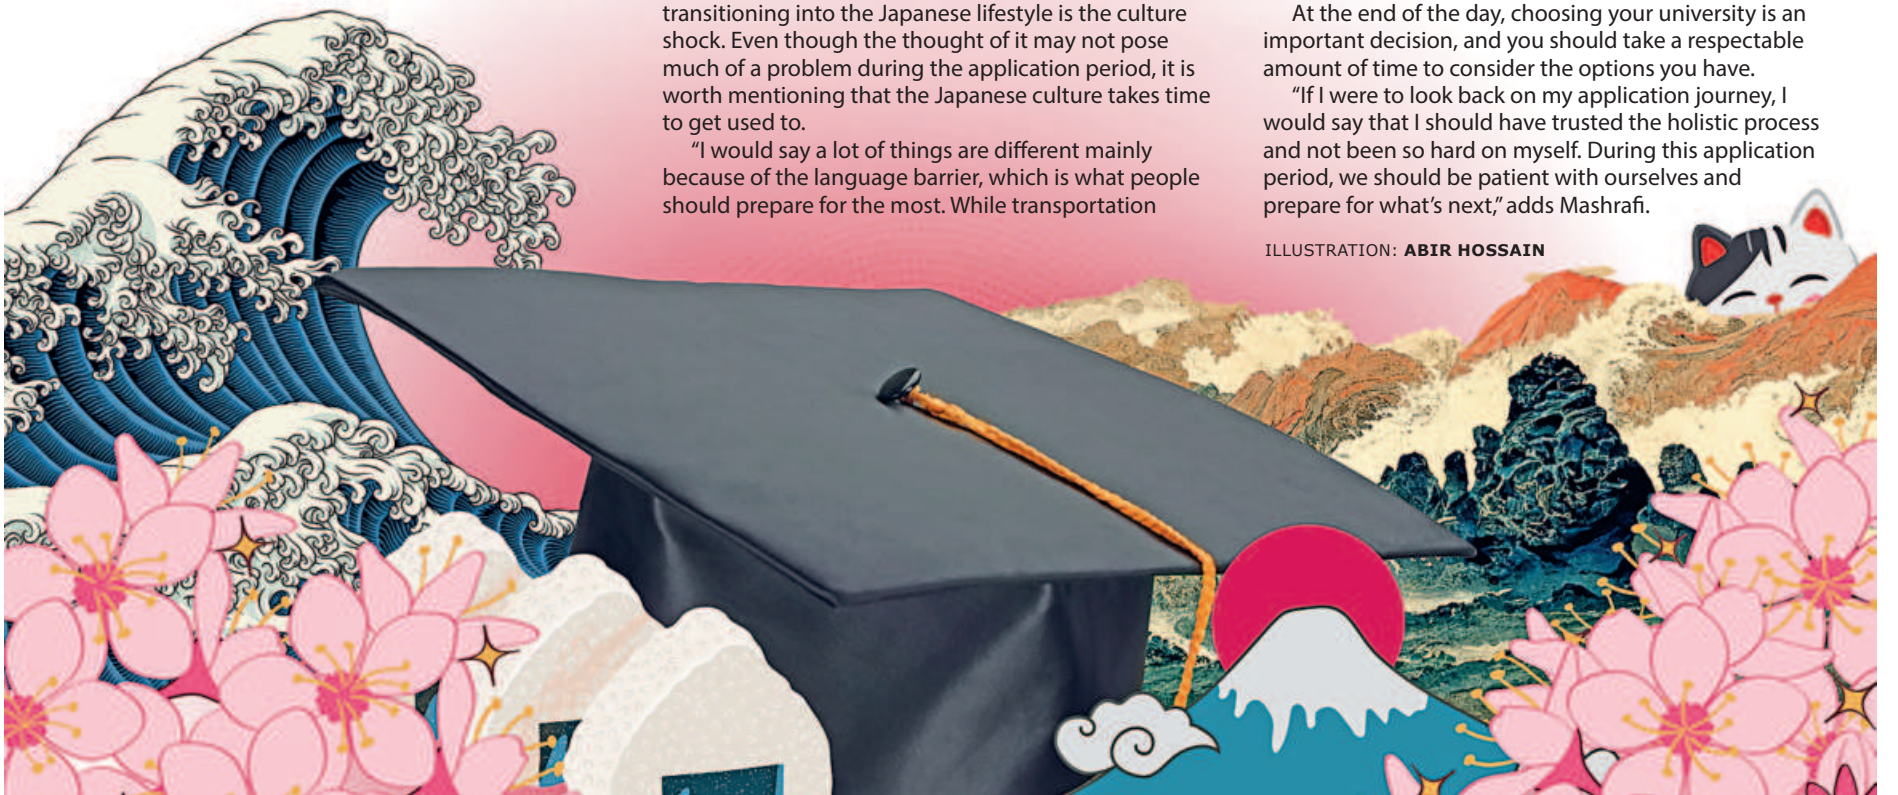 transitioning into the Japanese lifestyle is the culture
shock. Even though the thought of it may not pose
much of a problem during the application period, it is
worth mentioning that the Japanese culture takes time
to get used to.
“I would say a lot of things are different mainly
because of the language barrier, which is what people
should prepare for the most. While transportation
At the end of the day, choosing your university is an
important decision, and you should take a respectable
amount of time to consider the options you have.
“If I were to look back on my application journey, I
would say that I should have trusted the holistic process
and not been so hard on myself. During this application
period, we should be patient with ourselves and
prepare for what’s next,” adds Mashrafi.
ILLUSTRATION: ABIR HOSSAIN